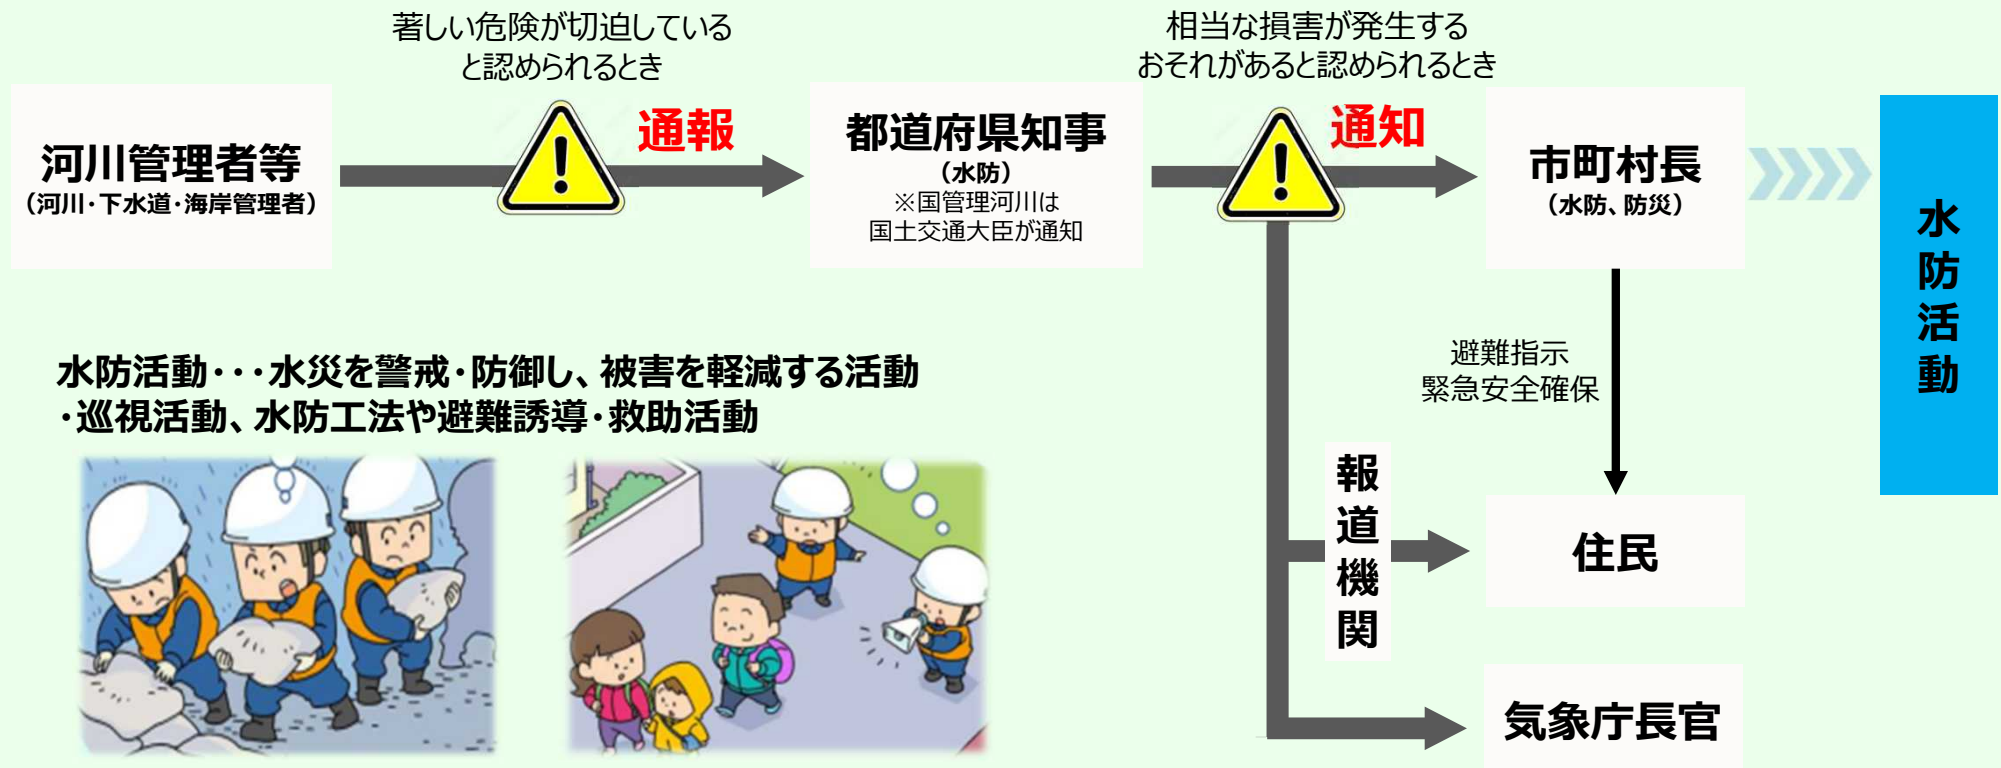 著しい危険が切迫している
と認められるとき
相当な損害が発生する
おそれがあると認められるとき
河川管理者等
（河川・下水道・海岸管理者）
通報
都道府県知事
（水防）
※国管理河川は
国土交通大臣が通知
通知
市町村長
（水防、防災）
水防活動
避難指示
緊急安全確保
水防活動・・・水災を警戒・防御し、被害を軽減する活動
・巡視活動、水防工法や避難誘導・救助活動
報道機関
住民
気象庁長官